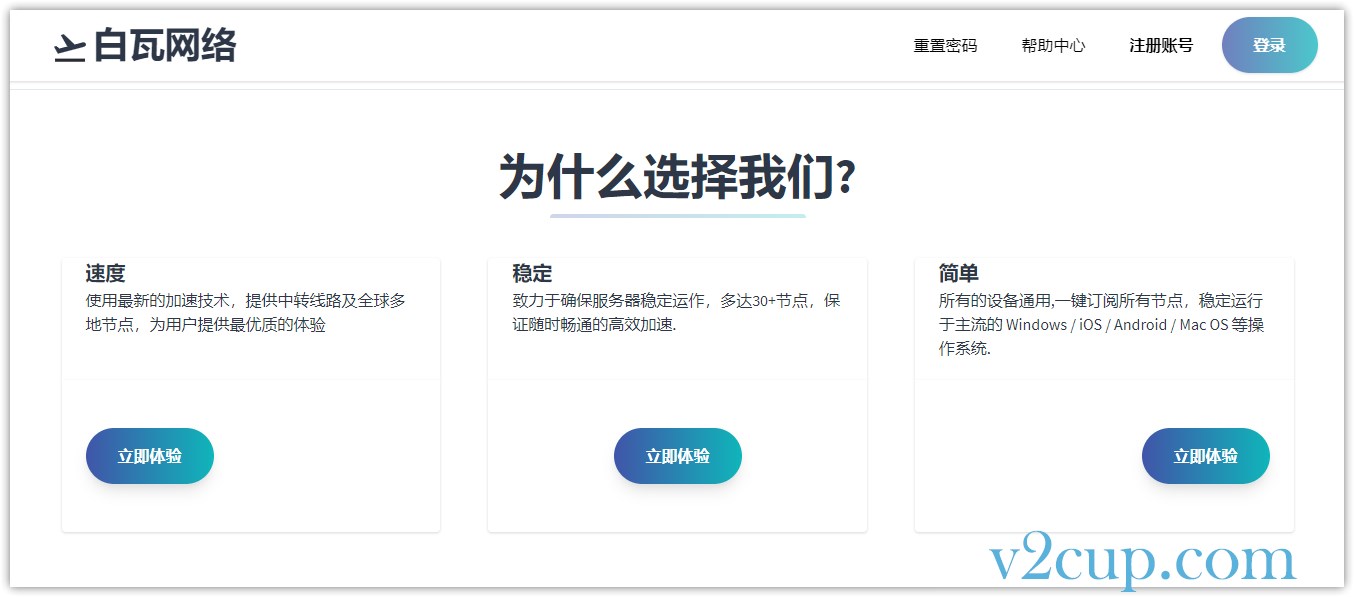 白瓦网络
重置密码
帮助中心
注册账号
登录
为什么选择我们?
速度
使用最新的加速技术，提供中转线路及全球多
地节点，为用户提供最优质的体验
立即体验
稳定
致力于确保服务器稳定运作，多达30+节点，保
证随时畅通的高效加速.
立即体验
简单
所有的设备通用,一键订阅所有节点，稳定运行
于主流的 Windows / iOS / Android / Mac OS 等操
作系统.
立即体验
v2cup.com